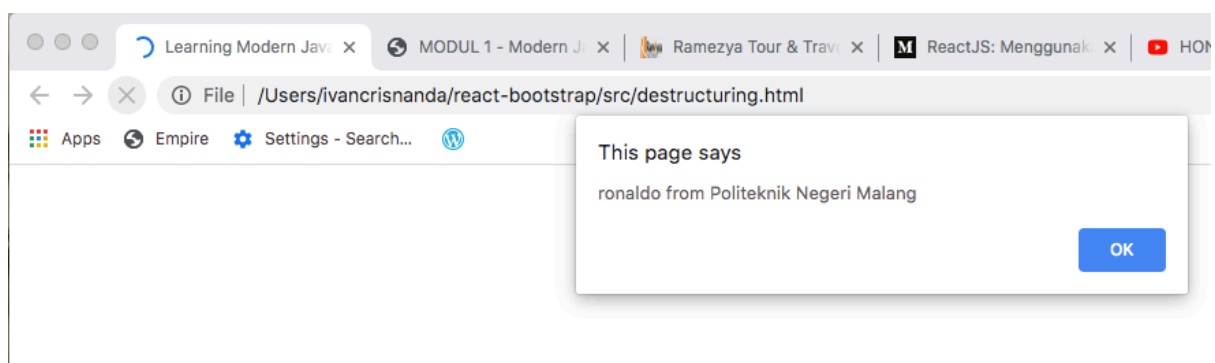 Learning Modern Java
MODUL 1 - Modern J
Ramezya Tour & Trav
ReactJS: Menggunak
HON
File | /Users/ivancrisnanda/react-bootstrap/src/destructuring.html
Apps
Empire
Settings - Search...
This page says
ronaldo from Politeknik Negeri Malang
OK